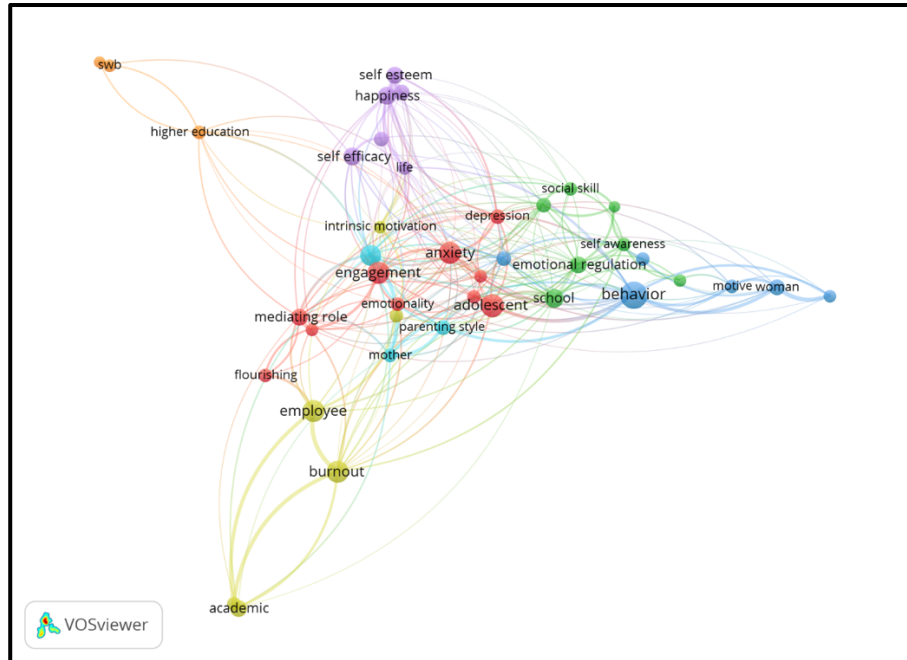 swb
self esteem
happiness
higher education
self efficacy
life
social skill
depression
intrinsic motivation
self awareness
anxiety
engagement
emotional regulation
motive woman
behavior
emotionality
adolescent
school
mediating role
parenting style
mother
flourishing
employee
burnout
academic
VOSviewer